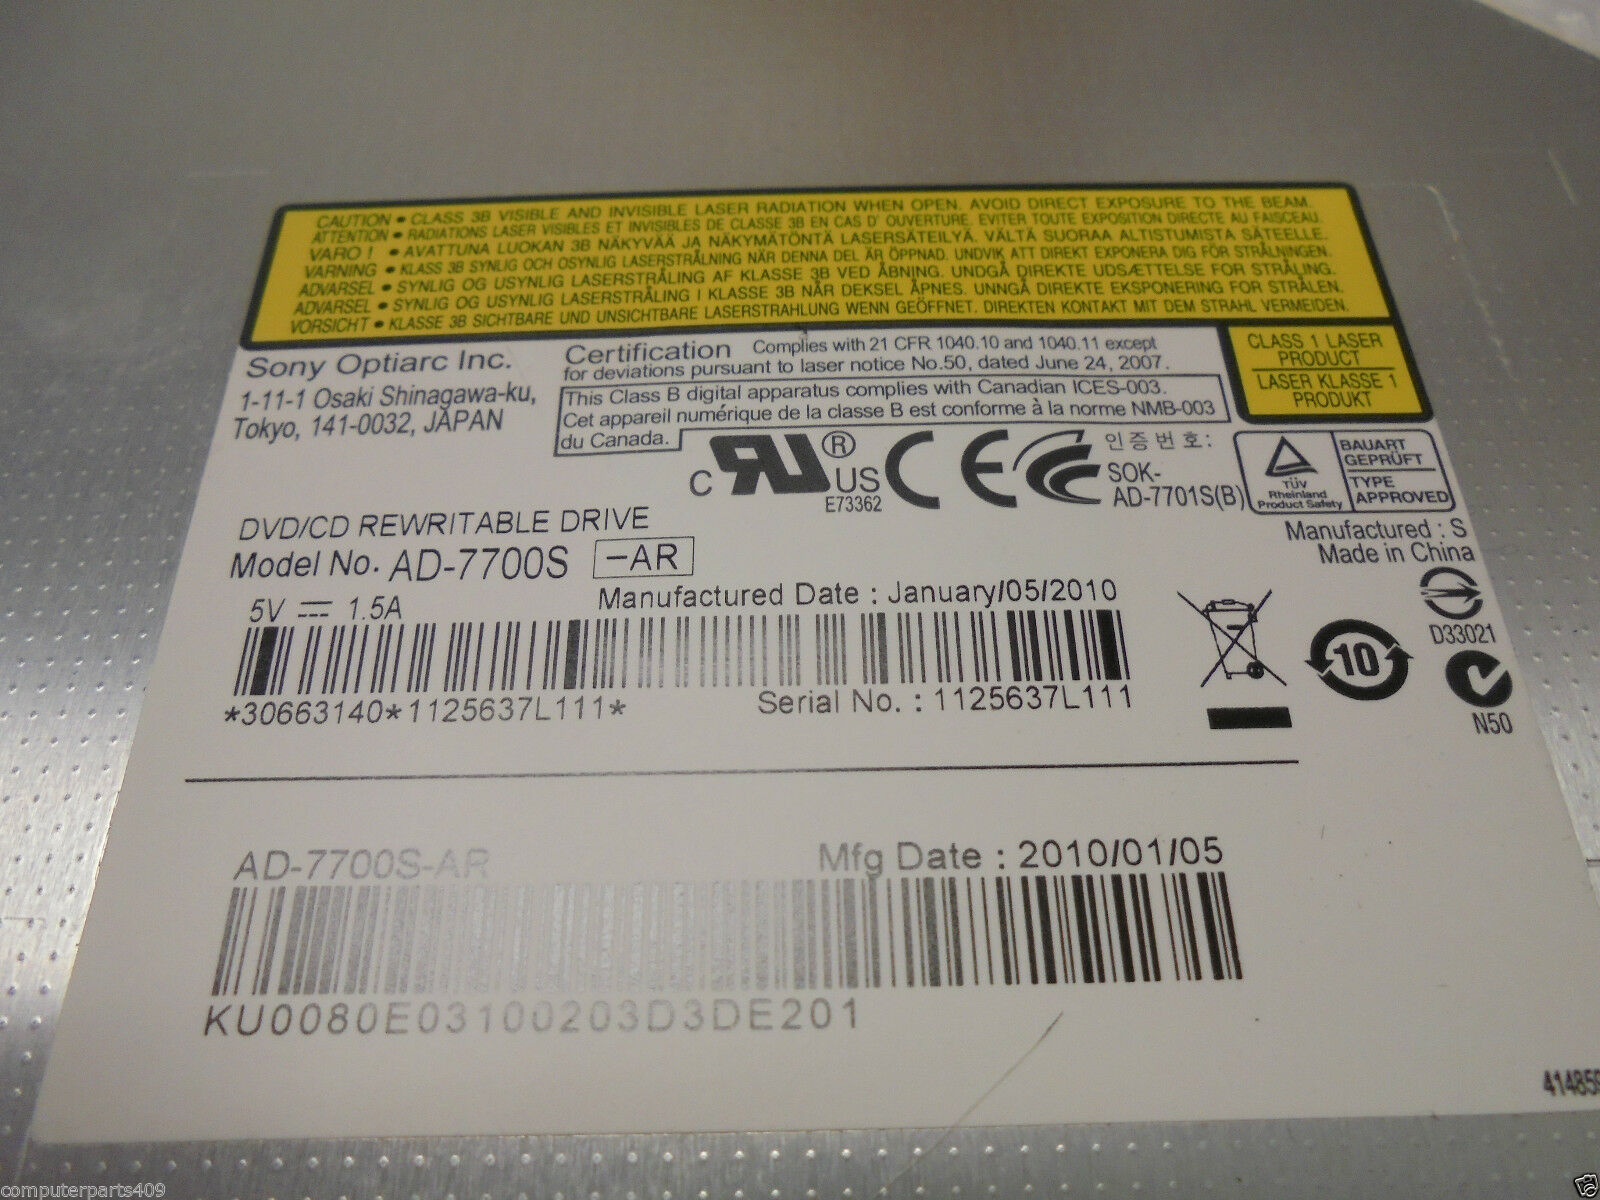 CAUTION • CLASS 3B VISIBLE AND INVISIBLE LASER RADIATION WHEN OPEN. AVOID DIRECT EXPOSURE TO THE BEAM.
ATTENTION • RADIATIONS LASER VISIBLES ET INVISIBLES DE CLASSE 3B EN CAS D' OUVERTURE. EVITER TOUTE EXPOSITION DIRECTE AU FAISCEAU.
VARO ! • AVATTUNA LUOKAN 3B NÄKYVÄÄ JA NÄKYMÄTÖNTÄ LASERSÄTEILYÄ. VÄLTÄ SUORAA ALTISTUMISTA SÄTEELLE.
VARNING • KLASS 3B SYNLIG OCH OSYNLIG LASERSTRÅLNING NÄR DENNA DEL ÄR ÖPPNAD. UNDVIK ATT DIREKT EXPONERA DIG FÖR STRÅLNINGEN.
ADVARSEL • SYNLIG OG USYNLIG LASERSTRÅLING AF KLASSE 3B VED ÅBNING. UNDGÅ DIREKTE UDSÆTTELSE FOR STRÅLING.
ADVARSEL • SYNLIG OG USYNLIG LASERSTRÅLING I KLASSE 3B NÅR DEKSEL ÅPNES. UNNGÅ DIREKTE EKSPONERING FOR STRÅLEN.
VORSICHT • KLASSE 3B SICHTBARE UND UNSICHTBARE LASERSTRAHLUNG WENN GEÖFFNET. DIREKTEN KONTAKT MIT DEM STRAHL VERMEIDEN.
CLASS 1 LASER
PRODUCT
LASER KLASSE 1
PRODUKT
Sony Optiarc Inc.
1-11-1 Osaki Shinagawa-ku,
Tokyo, 141-0032, JAPAN
Certification Complies with 21 CFR 1040.10 and 1040.11 except
for deviations pursuant to laser notice No.50, dated June 24, 2007.
This Class B digital apparatus complies with Canadian ICES-003.
Cet appareil numérique de la classe B est conforme à la norme NMB-003
du Canada.
C RU ® US
E73362
CE
인증번호:
SOK-
AD-7701S(B)
TÜV
Rheinland
Product Safety
BAUART
GEPRÜFT
TYPE
APPROVED
DVD/CD REWRITABLE DRIVE
Model No. AD-7700S -AR
Manufactured : S
Made in China
5V ⎓ 1.5A
Manufactured Date : January/05/2010
D33021
10
N50
*30663140*1125637L111*
Serial No. : 1125637L111
AD-7700S-AR
Mfg Date : 2010/01/05
KU0080E03100203D3DE201
414859
computerparts409